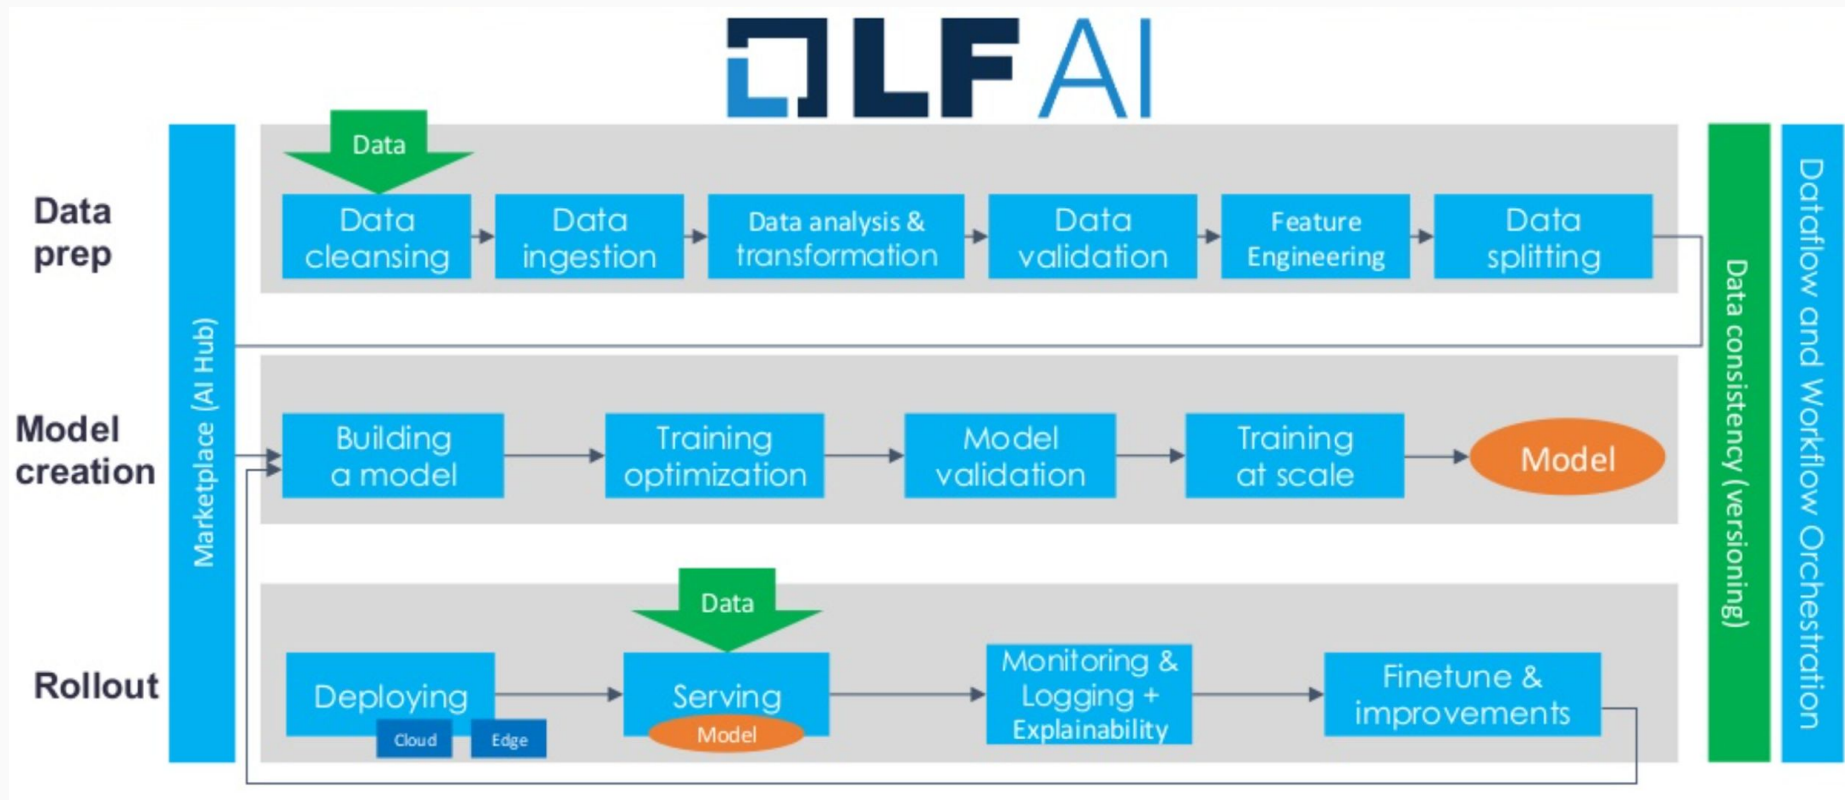 LF AI
Data
prep
Data
Data
cleansing
Data
ingestion
Data analysis &
transformation
Data
validation
Feature
Engineering
Data
splitting
Marketplace (AI Hub)
Model
creation
Building
a model
Training
optimization
Model
validation
Training
at scale
Model
Rollout
Deploying
Cloud
Edge
Data
Serving
Model
Monitoring &
Logging +
Explainability
Finetune &
improvements
Data consistency (versioning)
Dataflow and Workflow Orchestration